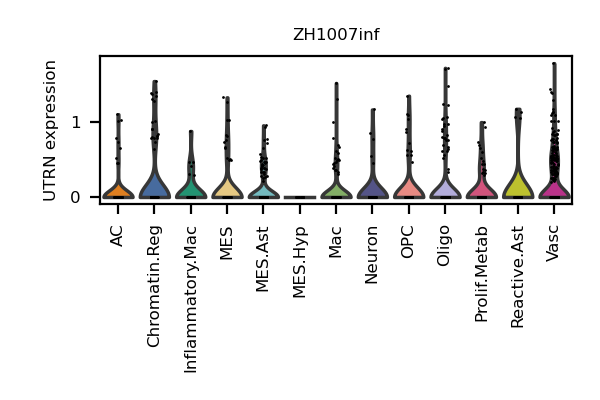 ZH1007inf
UTRN expression
1
0
AC
Chromatin.Reg
Inflammatory.Mac
MES
MES.Ast
MES.Hyp
Mac
Neuron
OPC
Oligo
Prolif.Metab
Reactive.Ast
Vasc